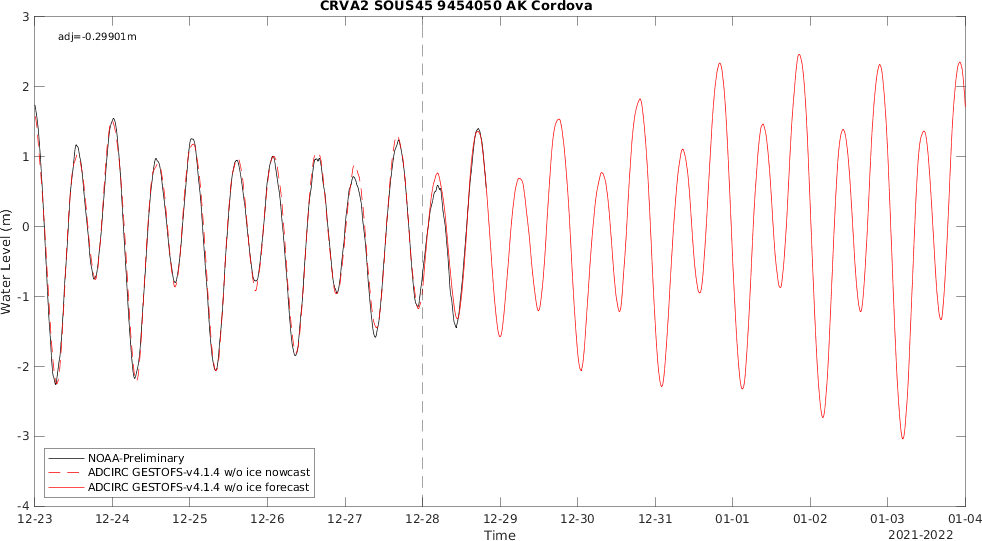 CRVA2 SOUS45 9454050 AK Cordova
adj=-0.29901m
3
2
1
0
-1
-2
-3
-4
Water Level (m)
NOAA-Preliminary
ADCIRC GESTOFS-v4.1.4 w/o ice nowcast
ADCIRC GESTOFS-v4.1.4 w/o ice forecast
12-23 12-24 12-25 12-26 12-27 12-28 12-29 12-30 12-31 01-01 01-02 01-03 01-04
Time
2021-2022